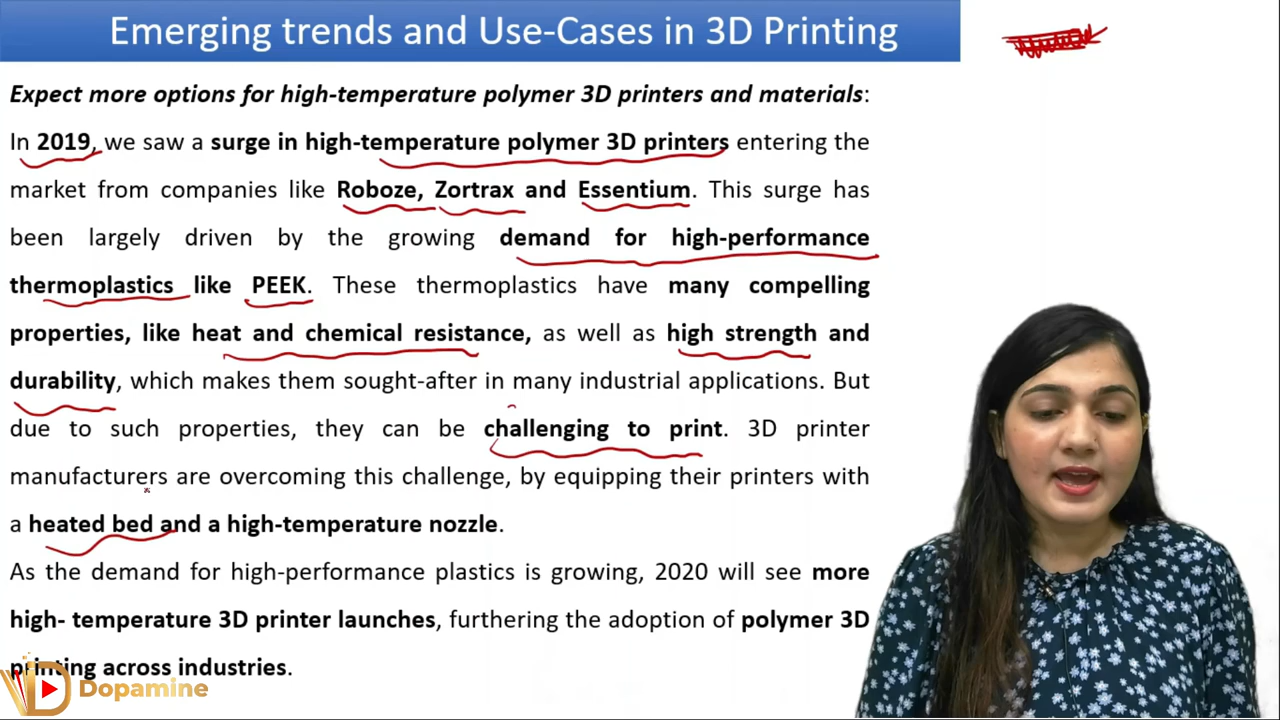 Emerging trends and Use-Cases in 3D Printing
Expect more options for high-temperature polymer 3D printers and materials:
In 2019, we saw a surge in high-temperature polymer 3D printers entering the
market from companies like Roboze, Zortrax and Essentium. This surge has
been largely driven by the growing demand for high-performance
thermoplastics like PEEK. These thermoplastics have many compelling
properties, like heat and chemical resistance, as well as high strength and
durability, which makes them sought-after in many industrial applications. But
due to such properties, they can be challenging to print. 3D printer
manufacturers are overcoming this challenge, by equipping their printers with
a heated bed and a high-temperature nozzle.
As the demand for high-performance plastics is growing, 2020 will see more
high- temperature 3D printer launches, furthering the adoption of polymer 3D
printing across industries.
Dopamine